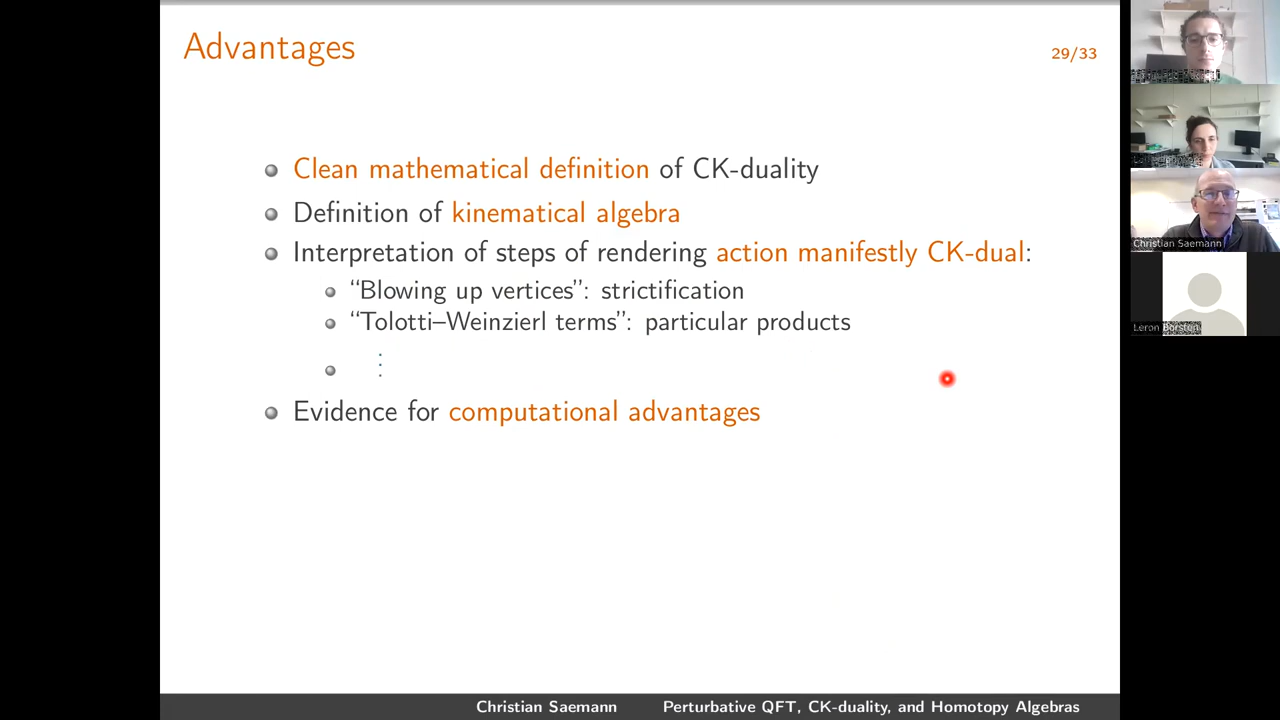 Advantages
29/33
Clean mathematical definition of CK-duality
Definition of kinematical algebra
Interpretation of steps of rendering action manifestly CK-dual:
“Blowing up vertices”: strictification
“Tolotti–Weinzierl terms”: particular products
⋮
Evidence for computational advantages
Christian Saemann Perturbative QFT, CK-duality, and Homotopy Algebras
Christian Saemann
Leron Borsten